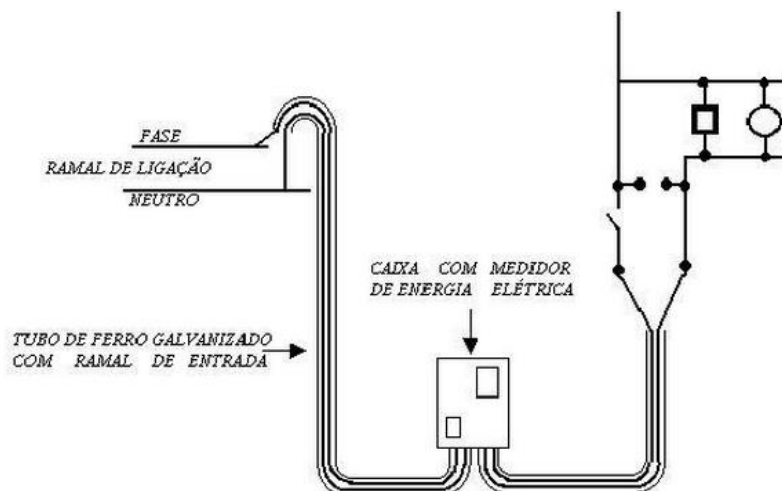 FASE
RAMAL DE LIGAÇÃO
NEUTRO
CAIXA COM MEDIDOR
DE ENERGIA ELÉTRICA
TUBO DE FERRO GALVANIZADO
COM RAMAL DE ENTRADA